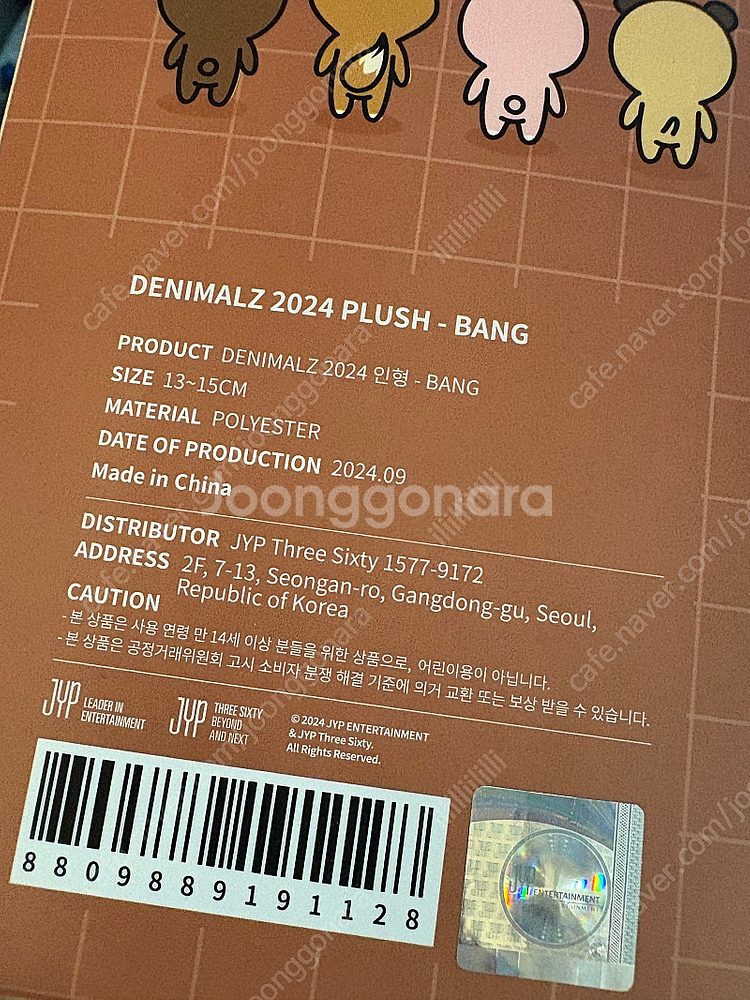 DENIMALZ 2024 PLUSH - BANG
PRODUCT DENIMALZ 2024 인형 - BANG
SIZE 13~15CM
MATERIAL POLYESTER
DATE OF PRODUCTION 2024.09
Made in China
Joonggonara
DISTRIBUTOR JYP Three Sixty 1577-9172
ADDRESS 2F, 7-13, Seongan-ro, Gangdong-gu, Seoul,
Republic of Korea
CAUTION
- 본 상품은 사용 연령 만 14세 이상 분들을 위한 상품으로, 어린이용이 아닙니다.
- 본 상품은 공정거래위원회 고시 소비자 분쟁 해결 기준에 의거 교환 또는 보상 받을 수 있습니다.
JYP LEADER IN
ENTERTAINMENT
JYP THREE SIXTY
BEYOND
AND NEXT
© 2024 JYP ENTERTAINMENT
& JYP Three Sixty.
All Rights Reserved.
8809889191128
ENTERTAINMENT
cafe.naver.com/joonggonara